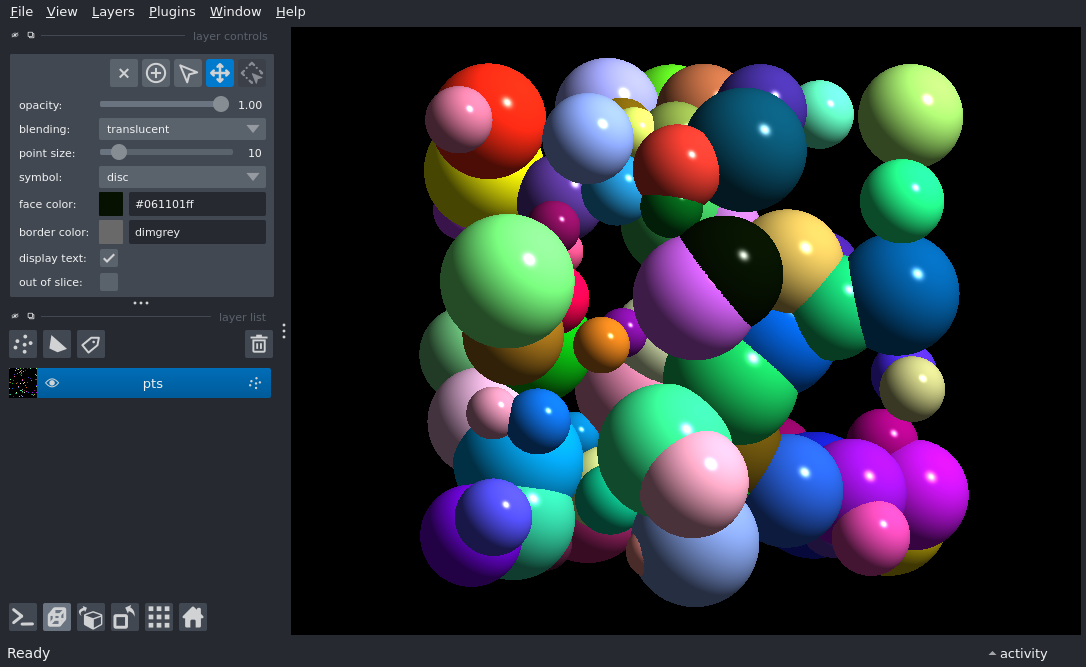 File View Layers Plugins Window Help
layer controls
opacity: 1.00
blending: translucent
point size: 10
symbol: disc
face color: #061101ff
border color: dimgrey
display text:
out of slice:
layer list
pts
Ready
activity